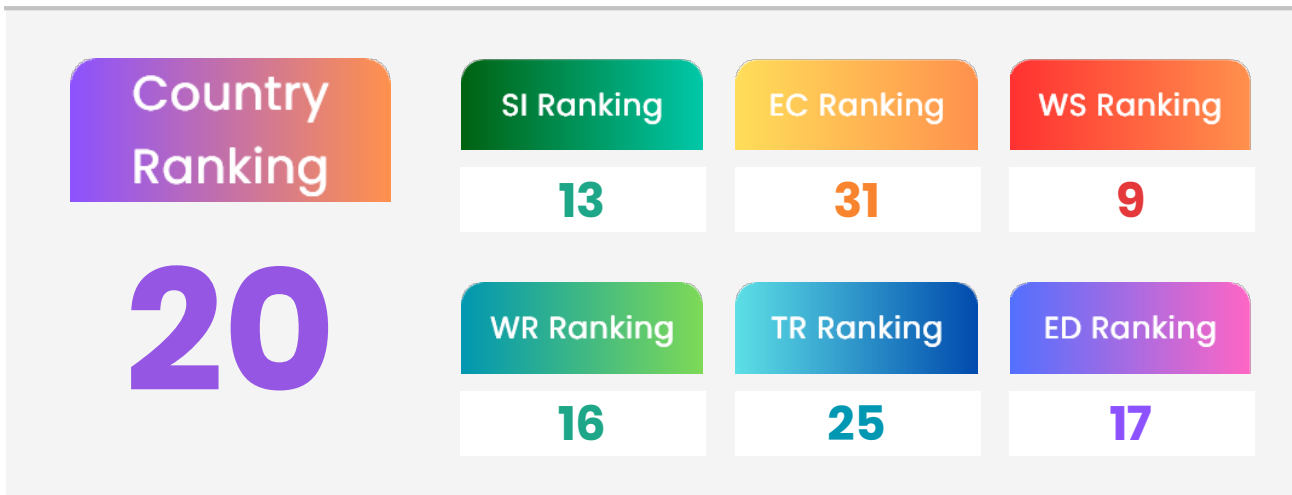 Country
Ranking
20
SI Ranking
13
EC Ranking
31
WS Ranking
9
WR Ranking
16
TR Ranking
25
ED Ranking
17